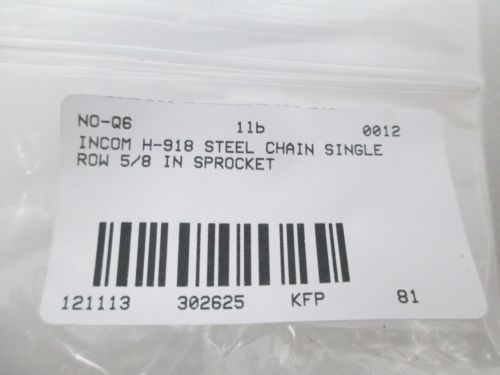 NO-Q6 1lb 0012
INCOM H-918 STEEL CHAIN SINGLE
ROW 5/8 IN SPROCKET
121113 302625 KFP 81